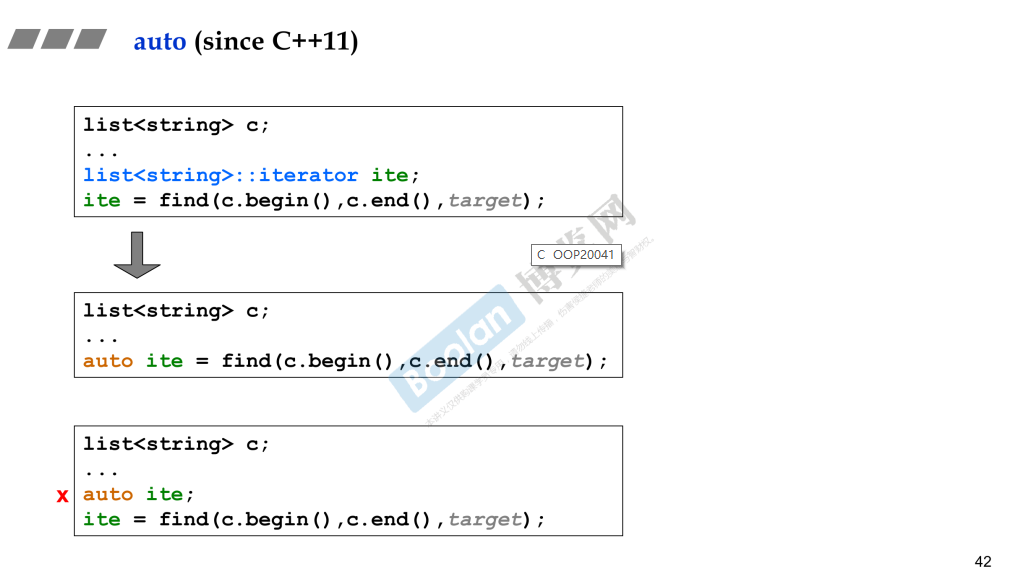 auto (since C++11)
list<string> c;
...
list<string>::iterator ite;
ite = find(c.begin(),c.end(),target);
C OOP20041
list<string> c;
...
auto ite = find(c.begin(),c.end(),target);
Boolan
博览网
list<string> c;
...
x auto ite;
ite = find(c.begin(),c.end(),target);
42